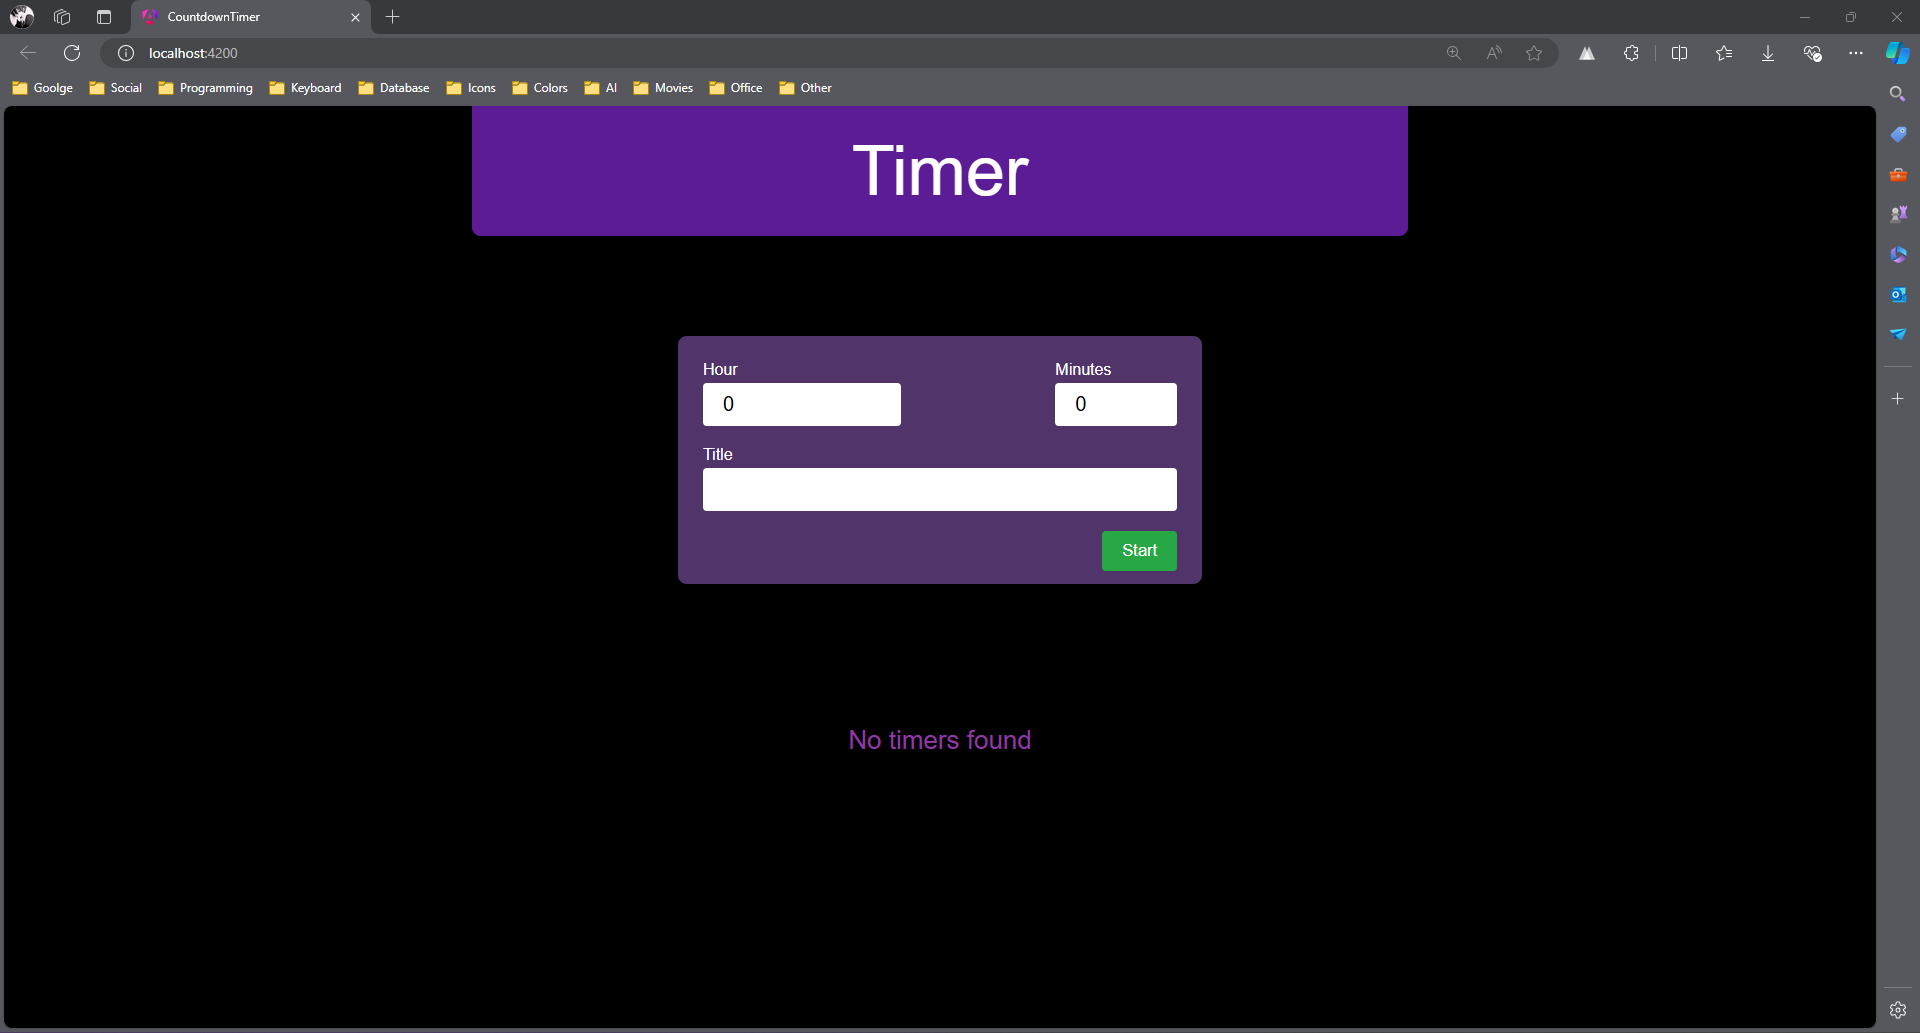 CountdownTimer
localhost:4200
Goolge Social Programming Keyboard Database Icons Colors AI Movies Office Other
Timer
Hour Minutes
0 0
Title
Start
No timers found